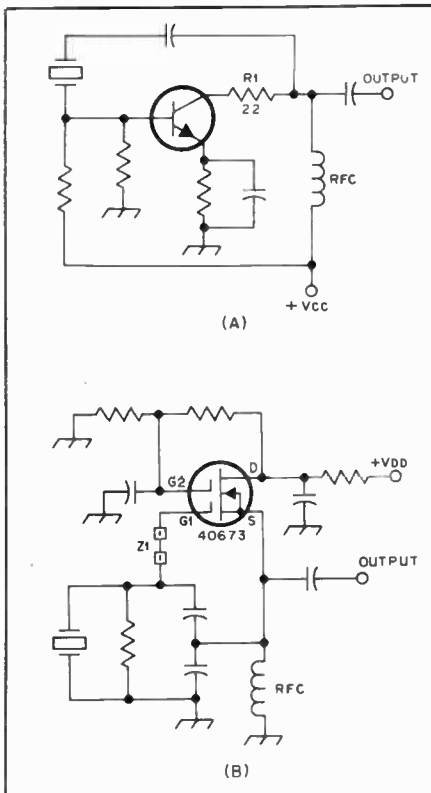 R1
22
OUTPUT
RFC
+ VCC
(A)
D
+VDD
G2
G1
S
40673
Z1
OUTPUT
RFC
(B)